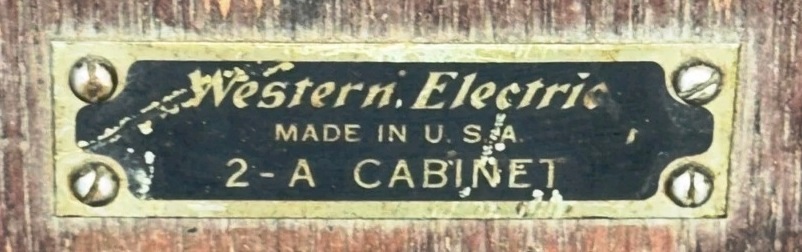 Western Electric
MADE IN U.S.A.
2-A CABINET